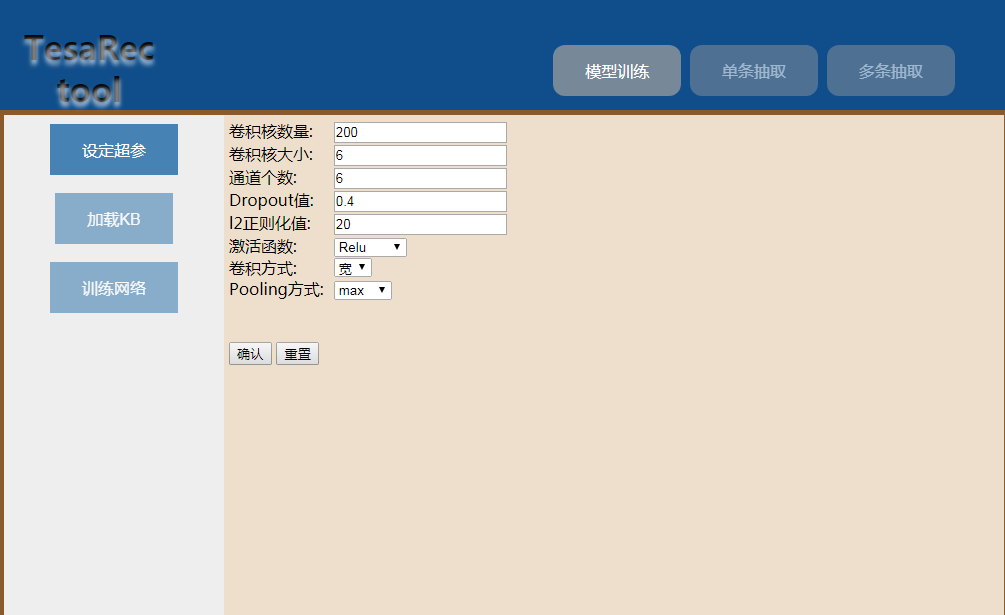 TesaRec
tool
模型训练
单条抽取
多条抽取
设定超参
加载KB
训练网络
卷积核数量: 200
卷积核大小: 6
通道个数: 6
Dropout值: 0.4
l2正则化值: 20
激活函数: Relu
卷积方式: 宽
Pooling方式: max
确认 重置